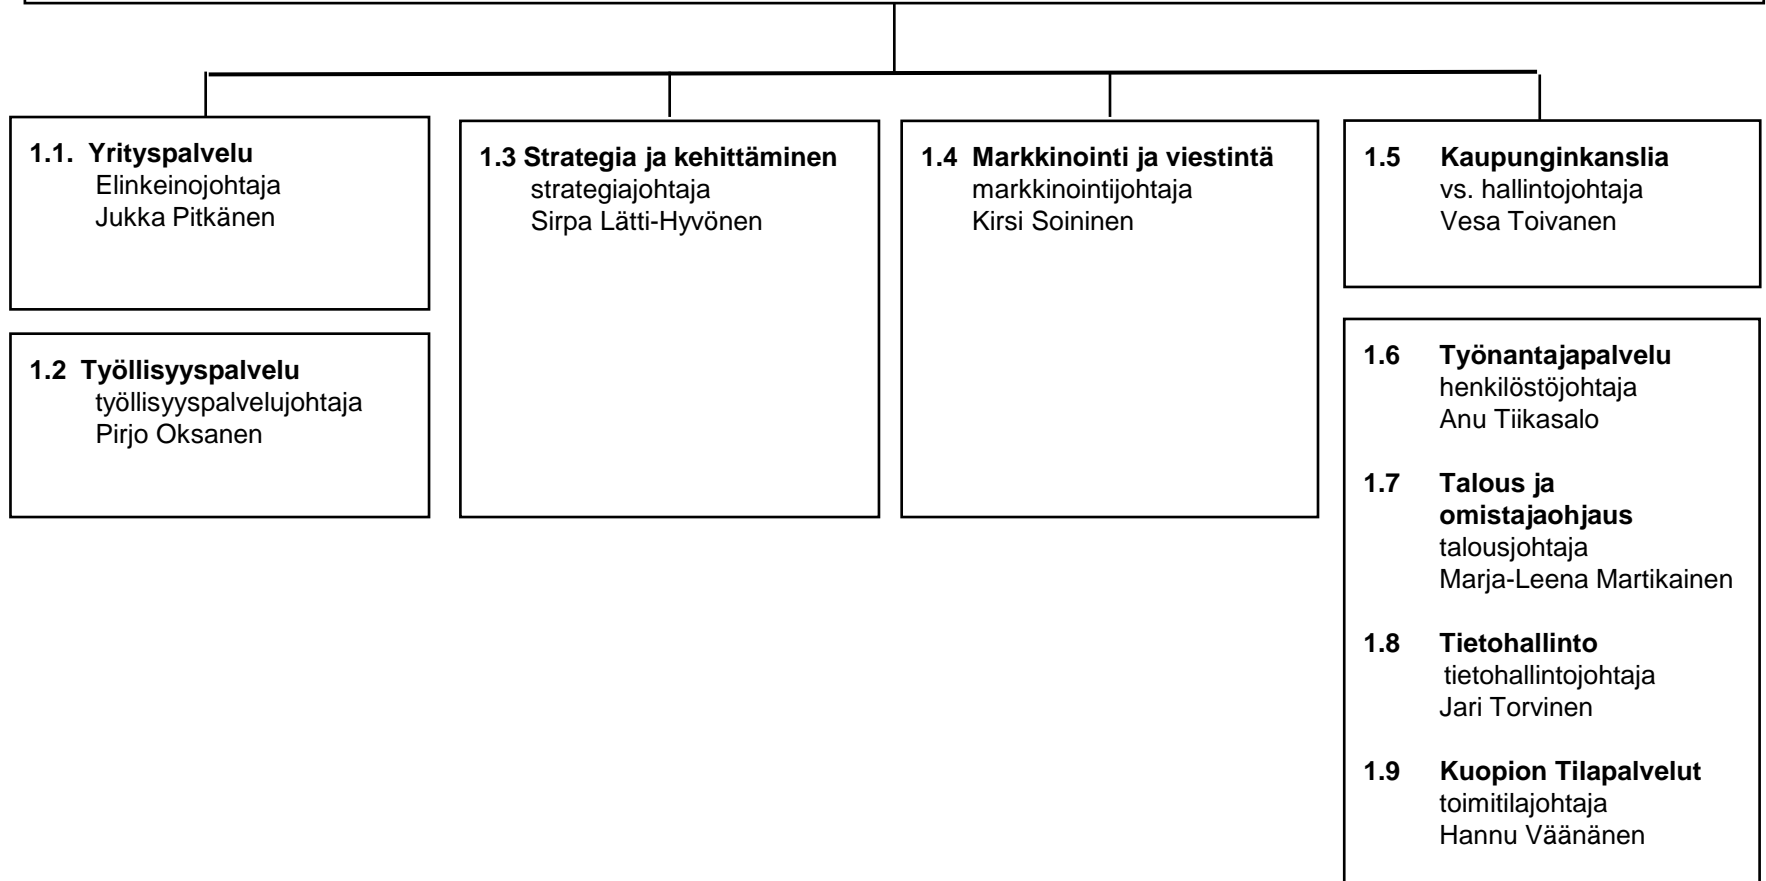 1.1. Yrityspalvelu
Elinkeinojohtaja
Jukka Pitkänen
1.2 Työllisyyspalvelu
työllisyyspalvelujohtaja
Pirjo Oksanen
1.3 Strategia ja kehittäminen
strategiajohtaja
Sirpa Lätti-Hyvönen
1.4 Markkinointi ja viestintä
markkinointijohtaja
Kirsi Soininen
1.5 Kaupunginkanslia
vs. hallintojohtaja
Vesa Toivanen
1.6 Työnantajapalvelu
henkilöstöjohtaja
Anu Tiikasalo
1.7 Talous ja
omistajaohjaus
talousjohtaja
Marja-Leena Martikainen
1.8 Tietohallinto
tietohallintojohtaja
Jari Torvinen
1.9 Kuopion Tilapalvelut
toimitilajohtaja
Hannu Väänänen